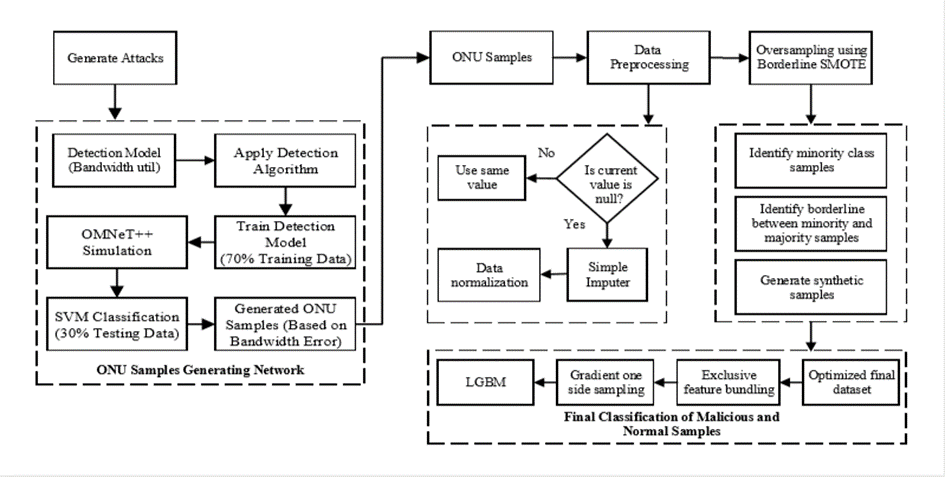 Generate Attacks
Detection Model
(Bandwidth util)
Apply Detection
Algorithm
OMNeT++
Simulation
Train Detection
Model
(70% Training Data)
SVM Classification
(30% Testing Data)
Generated ONU
Samples (Based on
Bandwidth Error)
ONU Samples Generating Network
ONU Samples
Data
Preprocessing
Oversampling using
Borderline SMOTE
Use same
value
No
Is current
value is
null?
Yes
Data
normalization
Simple
Imputer
Identify minority class
samples
Identify borderline
between minority and
majority samples
Generate synthetic
samples
LGBM
Gradient one
side sampling
Exclusive
feature bundling
Optimized final
dataset
Final Classification of Malicious and
Normal Samples